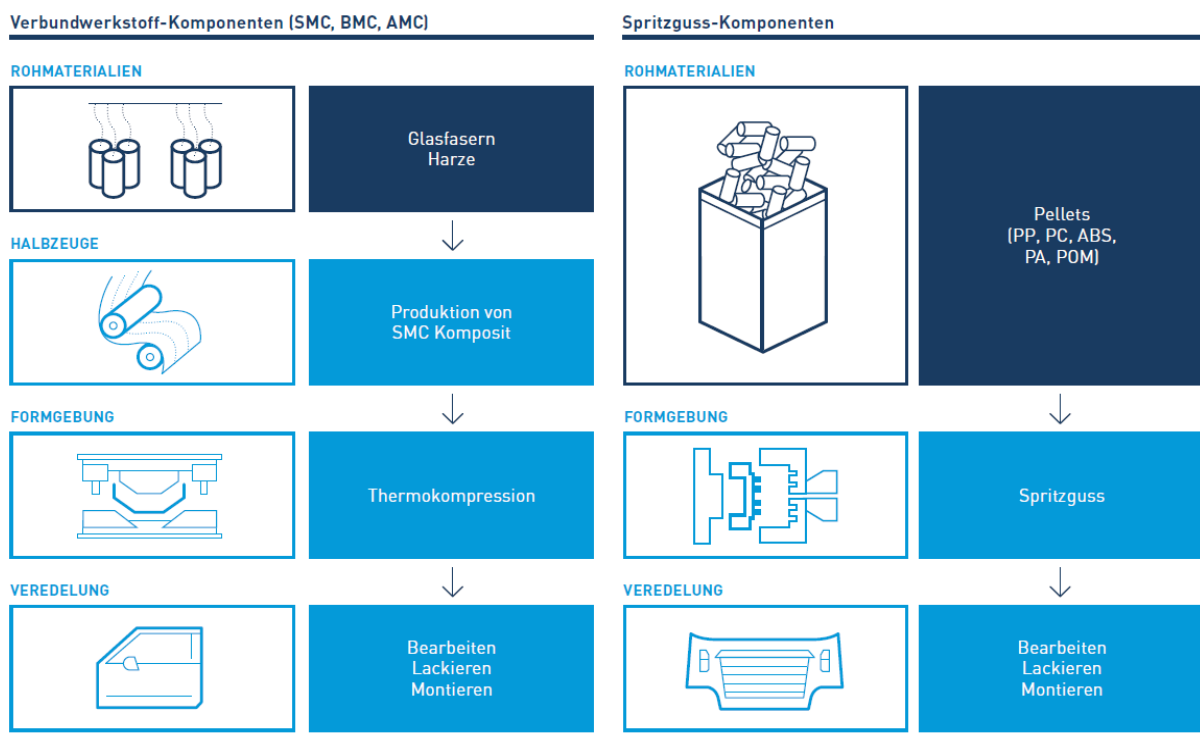 Verbundwerkstoff-Komponenten (SMC, BMC, AMC)
ROHMATERIALIEN
Glasfasern
Harze
HALBZEUGE
Produktion von
SMC Komposit
FORMGEBUNG
Thermokompression
VEREDELUNG
Bearbeiten
Lackieren
Montieren
Spritzguss-Komponenten
ROHMATERIALIEN
Pellets
(PP, PC, ABS,
PA, POM)
FORMGEBUNG
Spritzguss
VEREDELUNG
Bearbeiten
Lackieren
Montieren